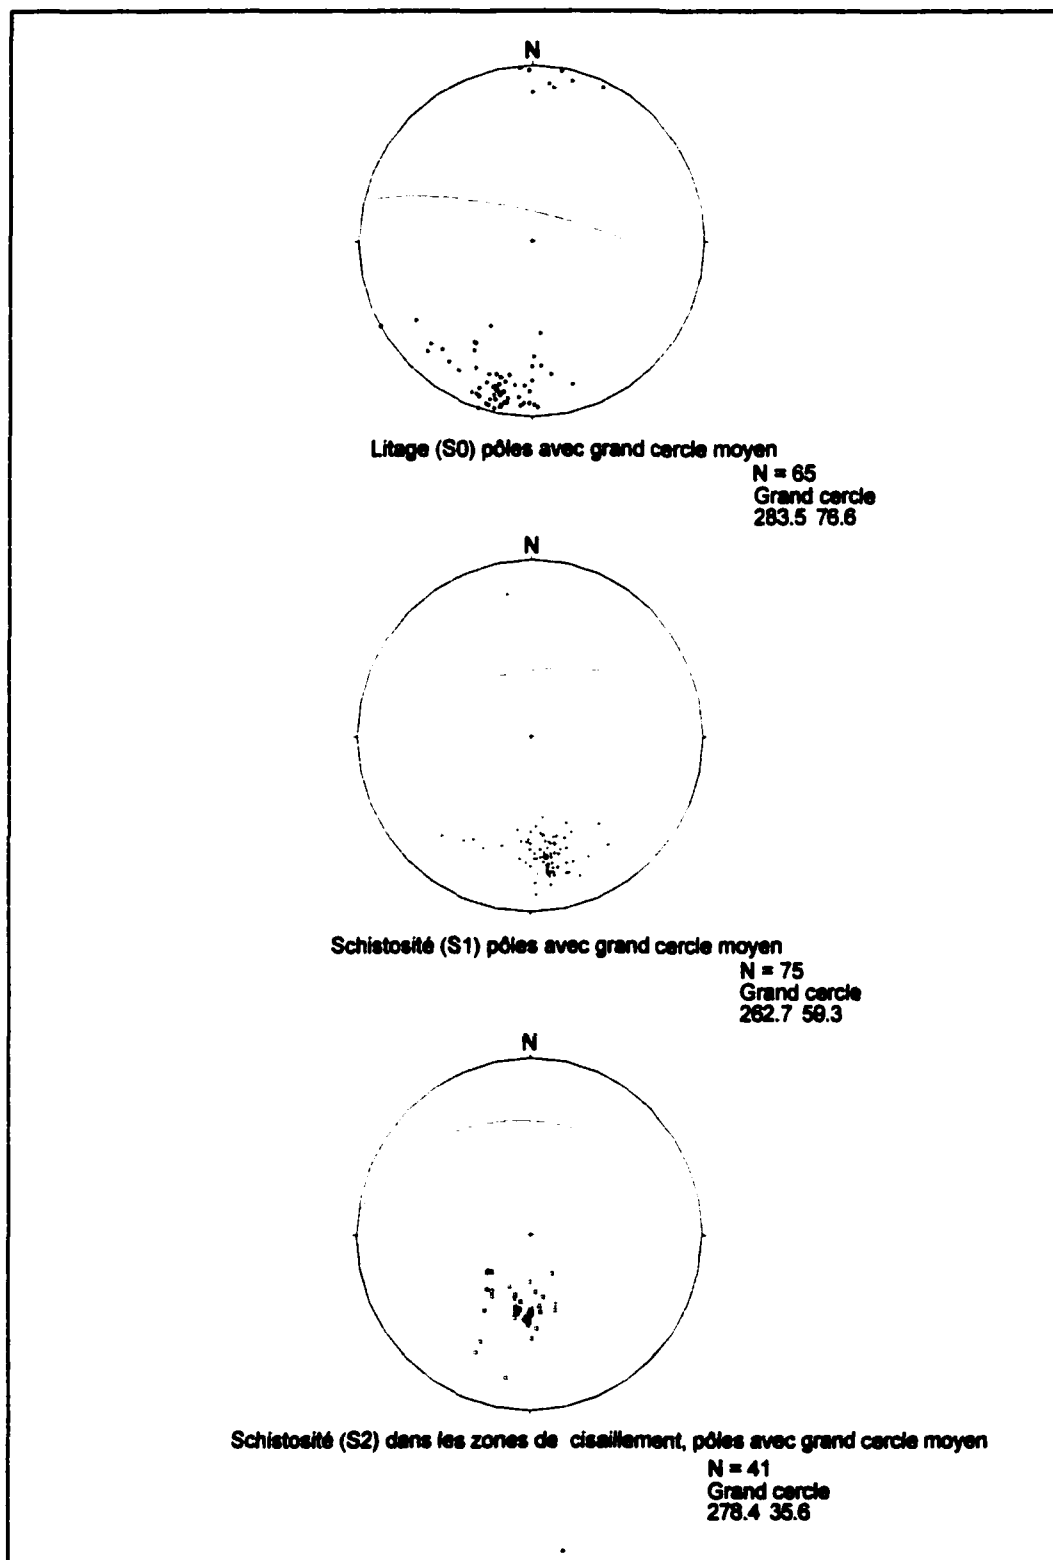 N
Litage (S0) pôles avec grand cercle moyen
N = 65
Grand cercle
283.5 76.6
N
Schistosité (S1) pôles avec grand cercle moyen
N = 75
Grand cercle
262.7 59.3
N
Schistosité (S2) dans les zones de cisaillement, pôles avec grand cercle moyen
N = 41
Grand cercle
278.4 35.6